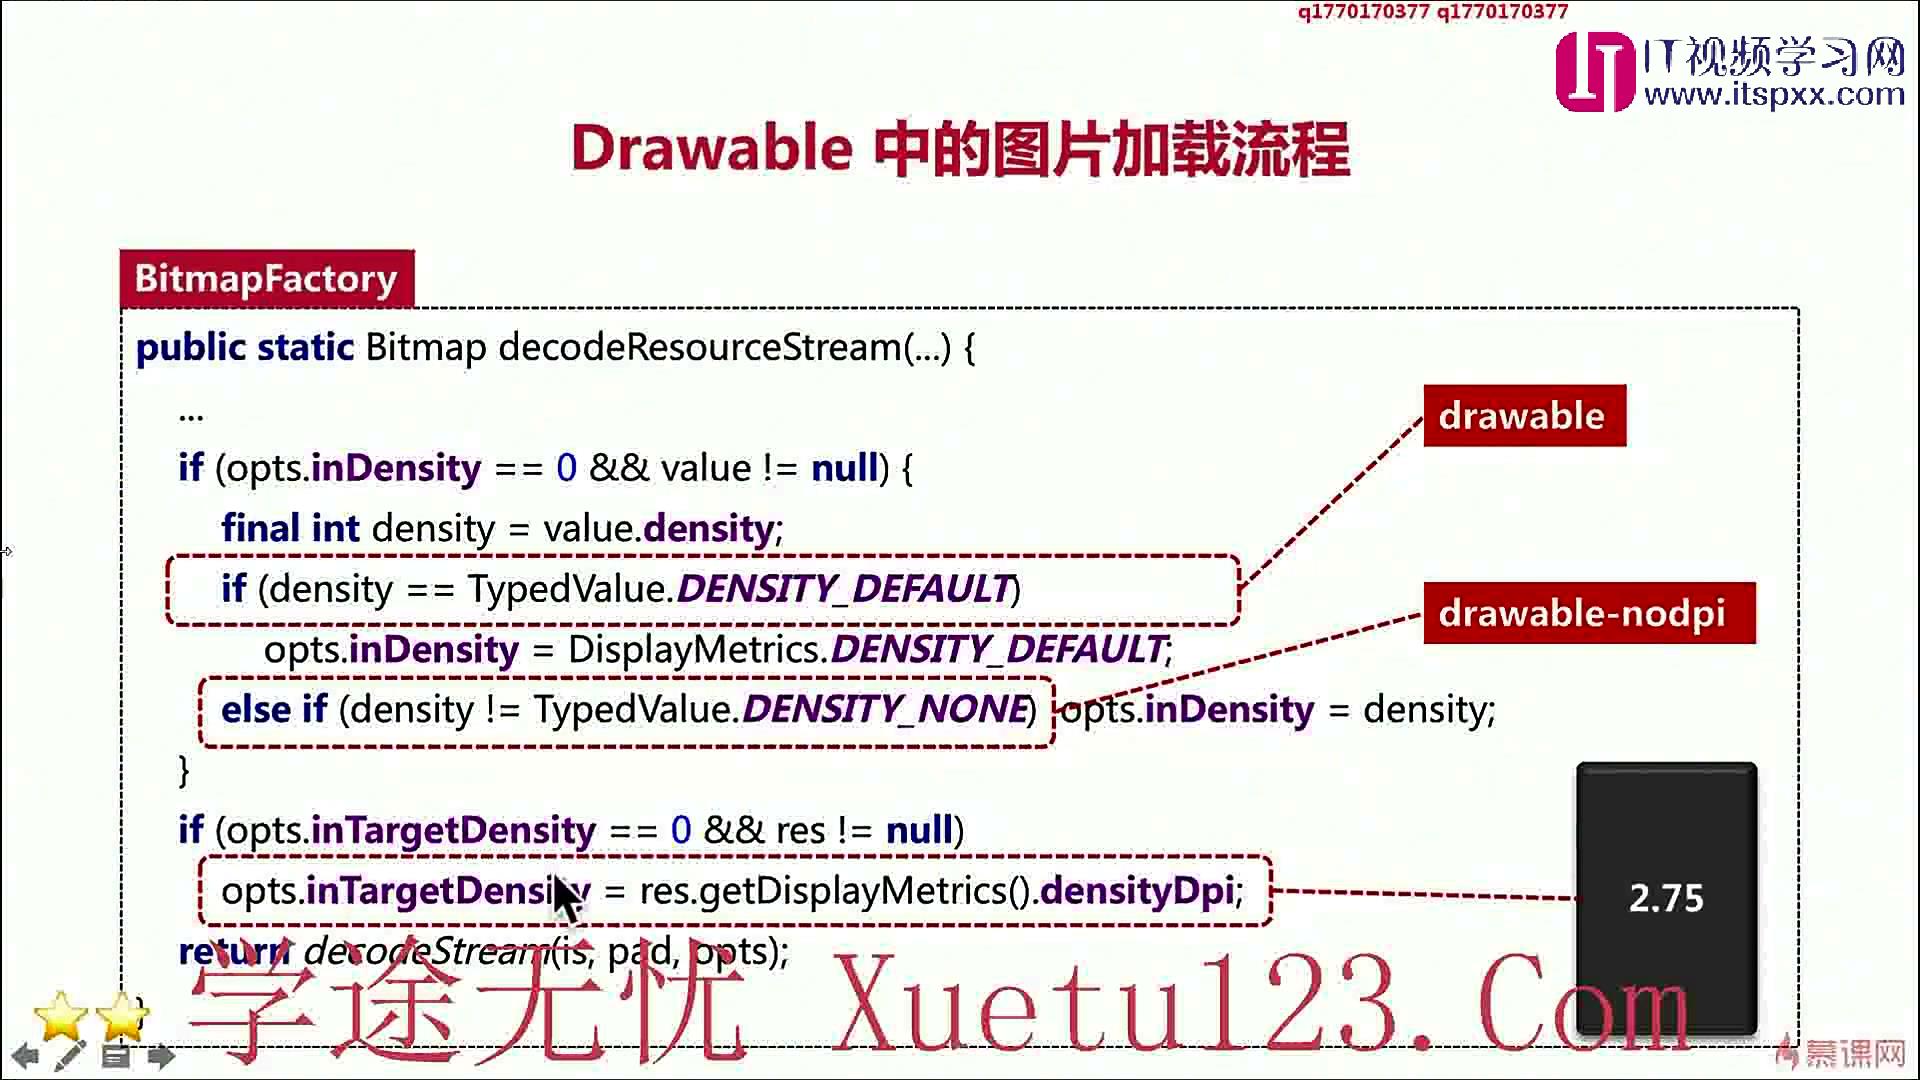 q1770170377 q1770170377
IT视频学习网
www.itspxx.com
Drawable 中的图片加载流程
BitmapFactory
public static Bitmap decodeResourceStream(...) {
...
drawable
if (opts.inDensity == 0 && value != null) {
final int density = value.density;
if (density == TypedValue.DENSITY_DEFAULT)
drawable-nodpi
opts.inDensity = DisplayMetrics.DENSITY_DEFAULT;
else if (density != TypedValue.DENSITY_NONE) opts.inDensity = density;
}
if (opts.inTargetDensity == 0 && res != null)
opts.inTargetDensity = res.getDisplayMetrics().densityDpi;
2.75
return decodeStream(is, pad, opts);
}
学途无忧 Xuetu123.Com
慕课网